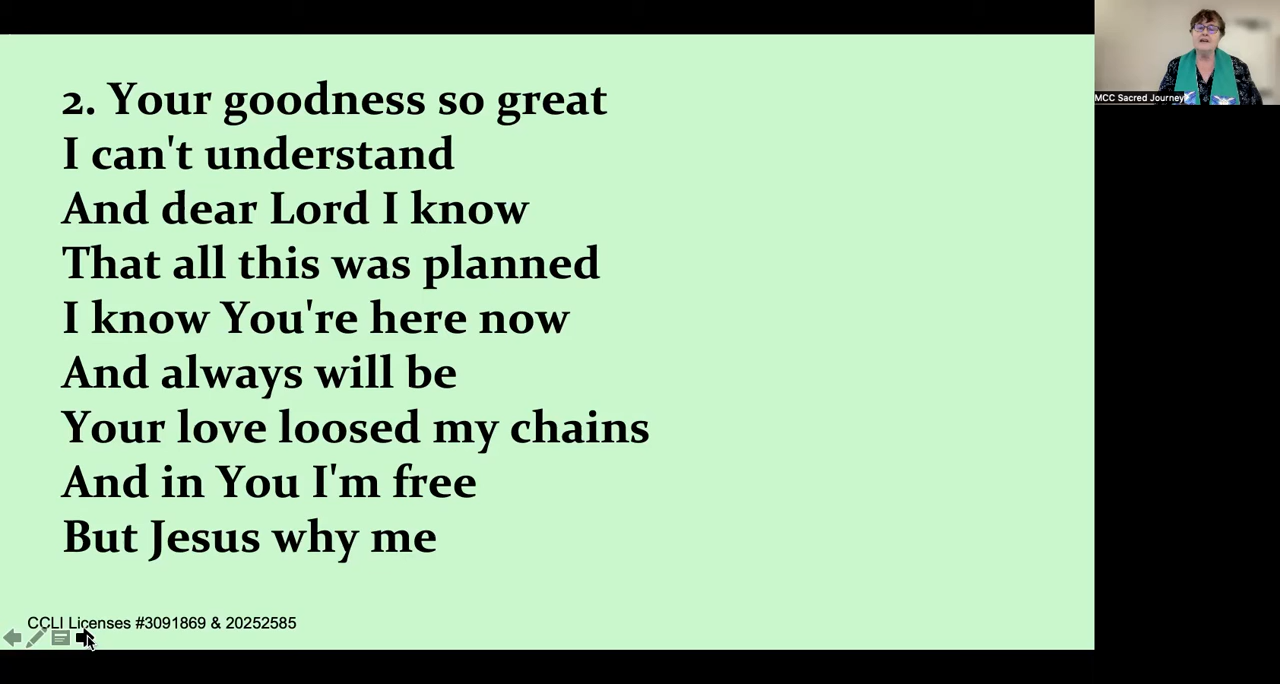 2. Your goodness so great
I can't understand
And dear Lord I know
That all this was planned
I know You're here now
And always will be
Your love loosed my chains
And in You I'm free
But Jesus why me
CCLI Licenses #3091869 & 20252585
MCC Sacred Journey